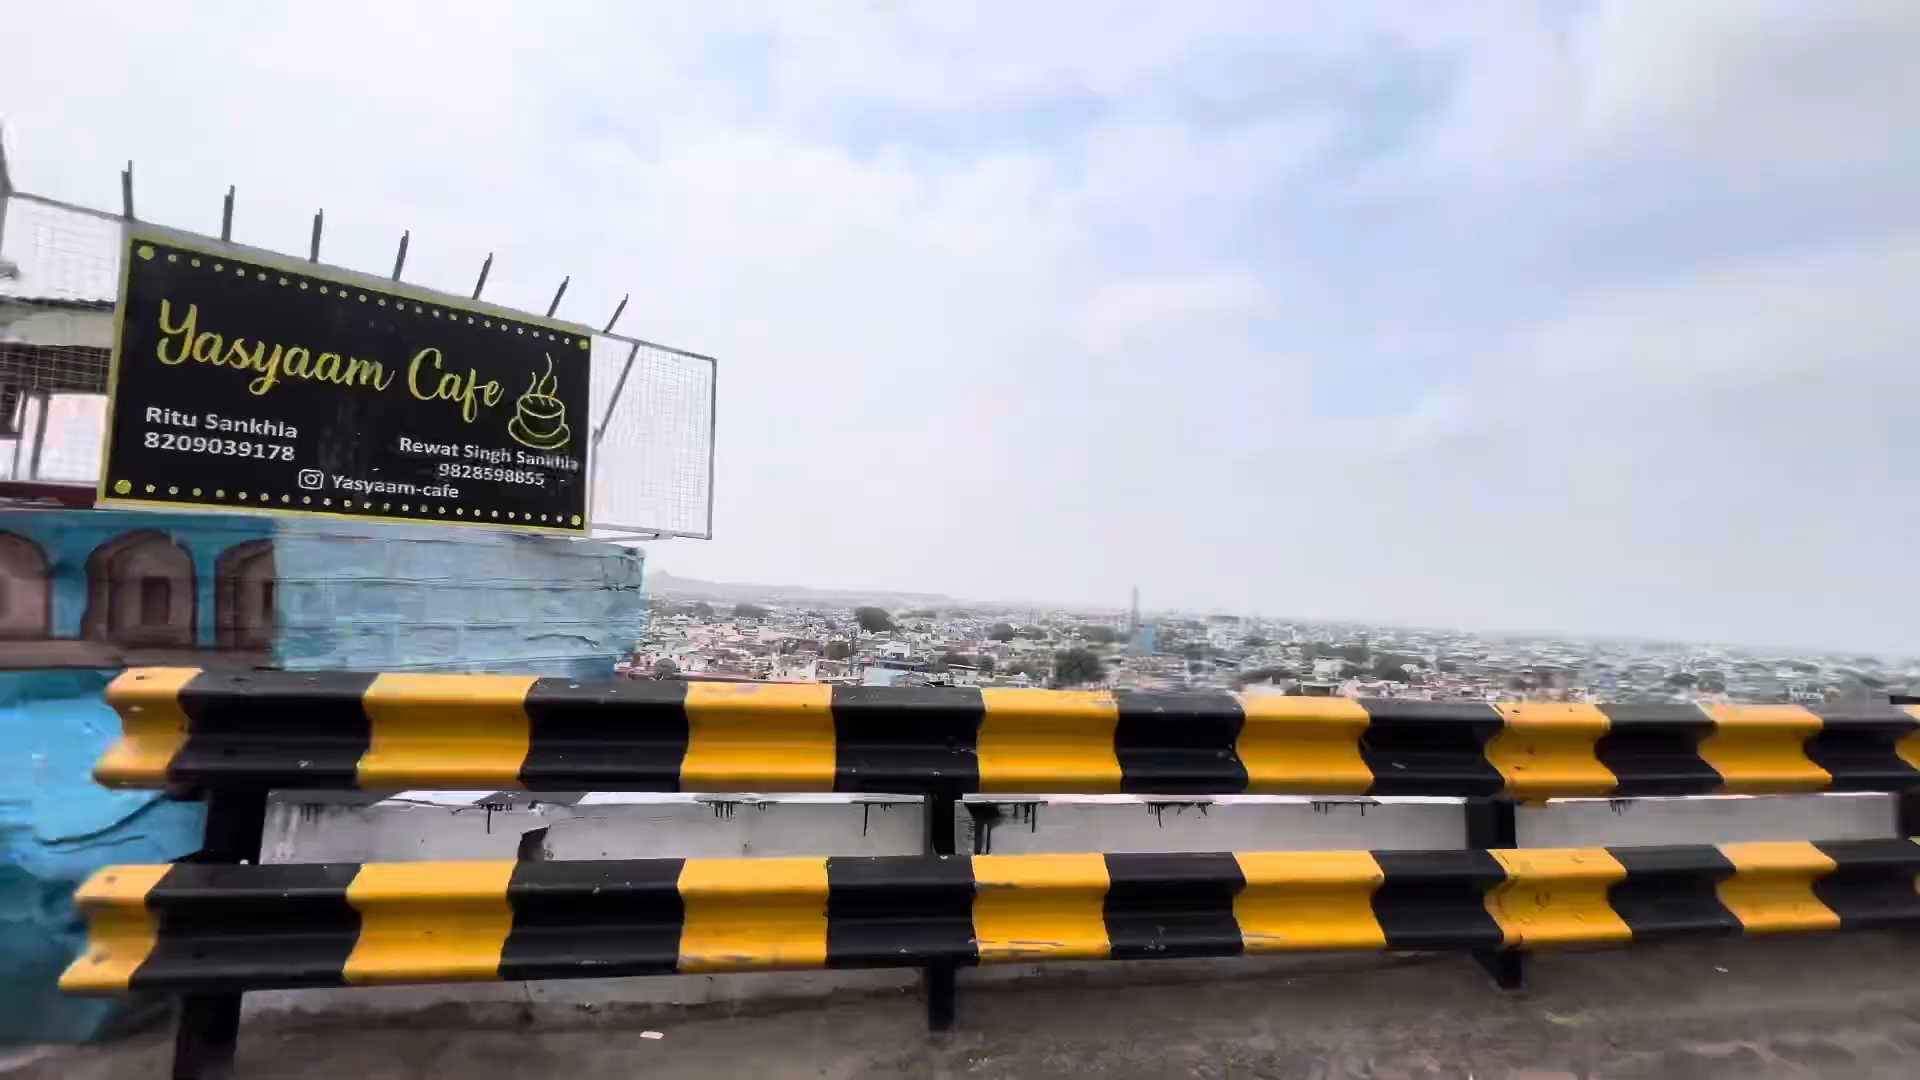 Yasyaam Cafe
Ritu Sankhla
8209039178
Rewat Singh Sankhla
9828598855
Yasyaam-cafe